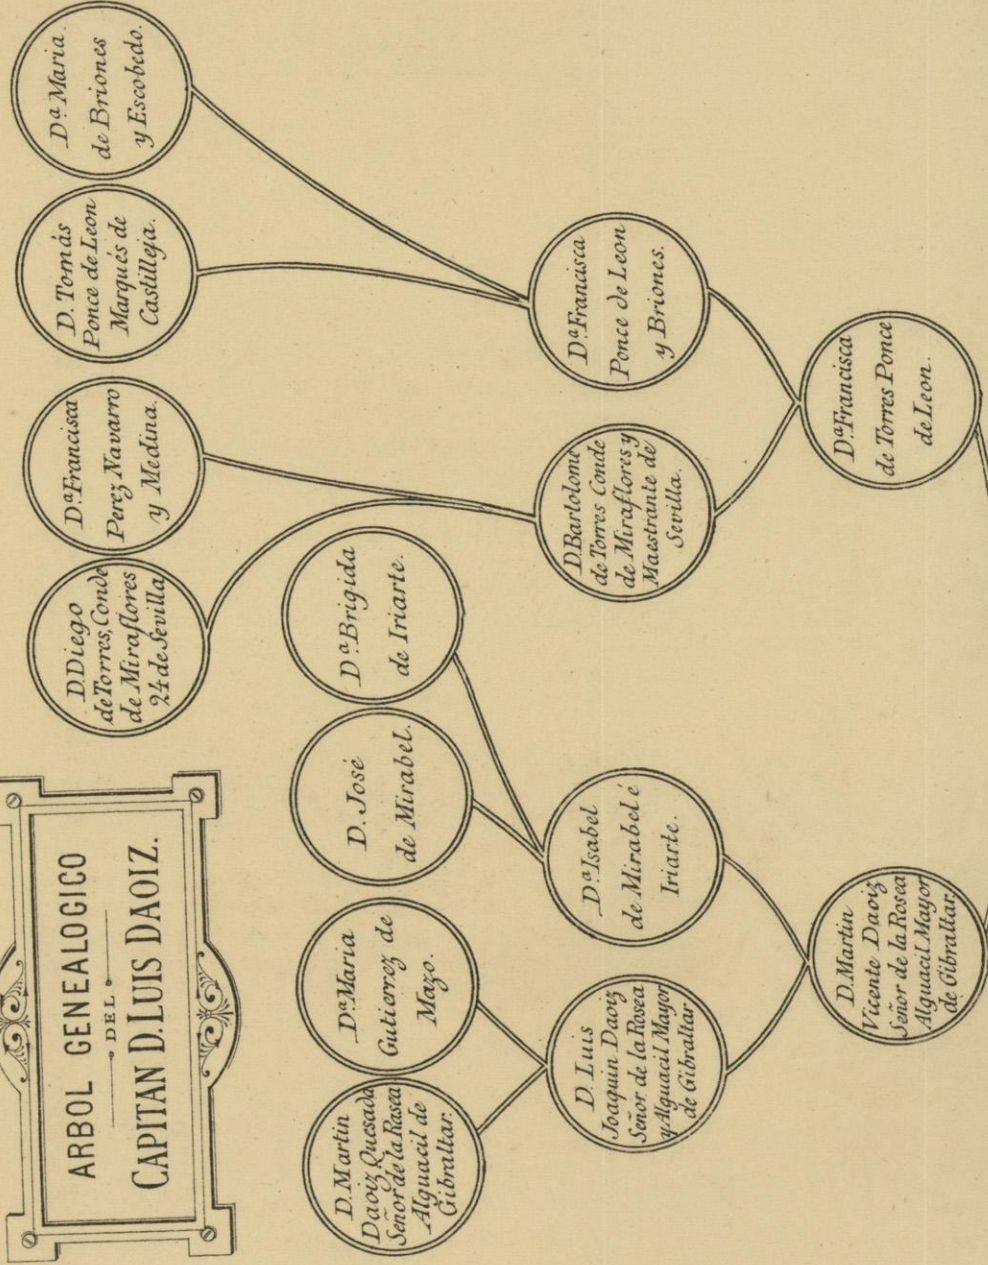 ARBOL GENEALOGICO
DEL
CAPITAN D. LUIS DAOIZ.
D. Martin
Daoiz Quesada
Señor de la Rasea
Alguacil de
Gibraltar.
Dª Maria
Gutierrez de
Mazo.
D. José
de Mirabel.
Dª Brigida
de Iriarte.
D. Diego
de Torres, Conde
de Miraflores
24 de Sevilla
Dª Francisca
Perez Navarro
y Medina.
D. Tomás
Ponce de Leon
Marqués de
Castilleja.
Dª Maria
de Briones
y Escobedo.
D. Luis
Joaquin Daoiz
Señor de la Rosea
y Alguacil Mayor
de Gibraltar
Dª Isabel
de Mirabel é
Iriarte.
D. Bartolome
de Torres Conde
de Miraflores y
Maestrante de
Sevilla.
Dª Francisca
Ponce de Leon
y Briones.
D. Martin
Vicente Daoiz
Señor de la Rosea
Alguacil Mayor
de Gibraltar.
Dª Francisca
de Torres Ponce
de Leon.